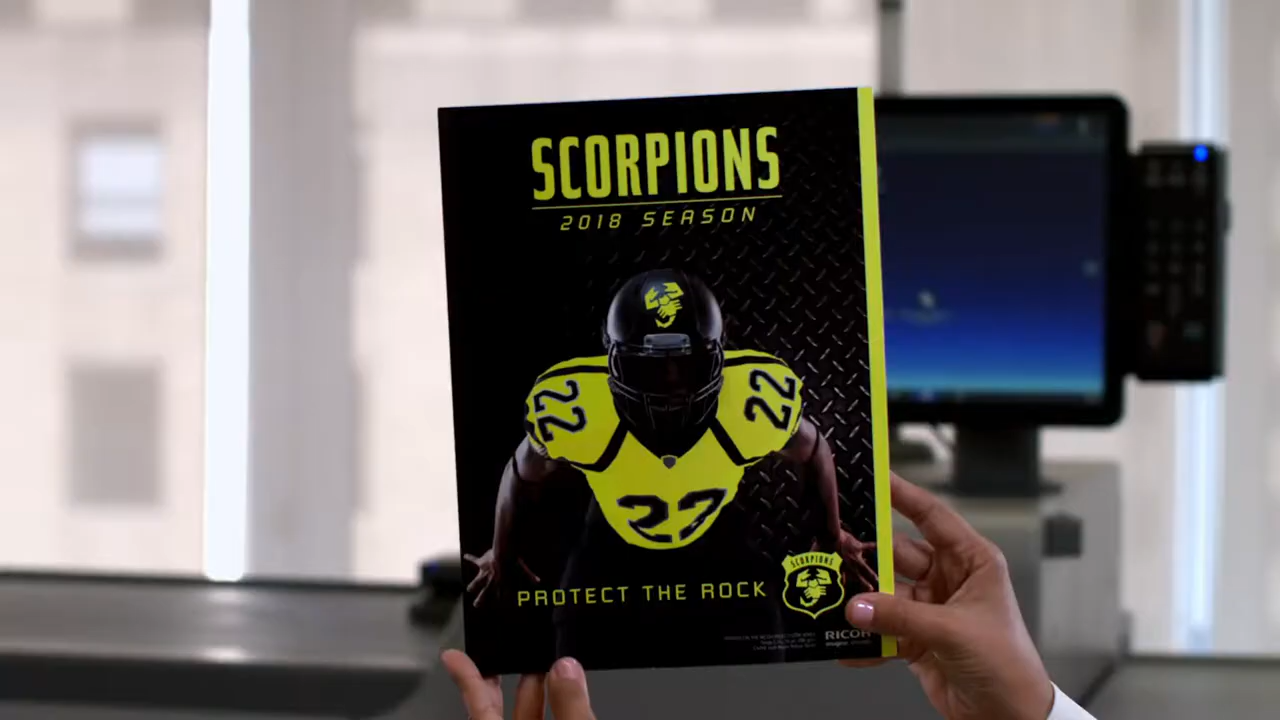 SCORPIONS
2018 SEASON
22
22
22
PROTECT THE ROCK
SCORPIONS
RICOH